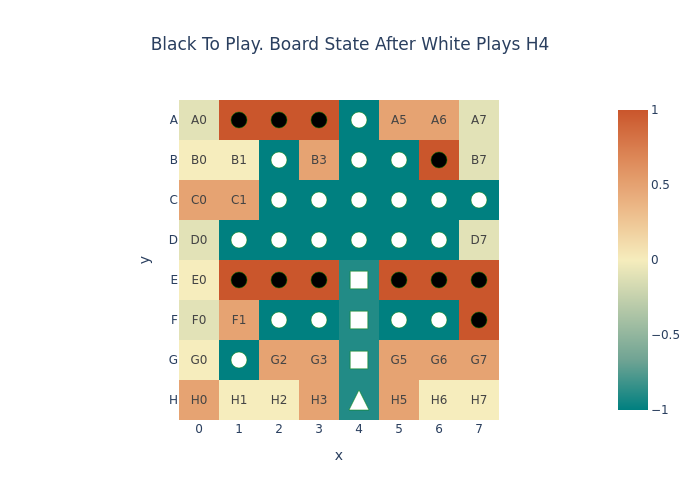 Black To Play. Board State After White Plays H4
A A0 A5 A6 A7
B B0 B1 B3 B7
C C0 C1
D D0 D7
E E0
F F0 F1
G G0 G2 G3 G5 G6 G7
H H0 H1 H2 H3 H5 H6 H7
0 1 2 3 4 5 6 7
x
y
1
0.5
0
−0.5
−1